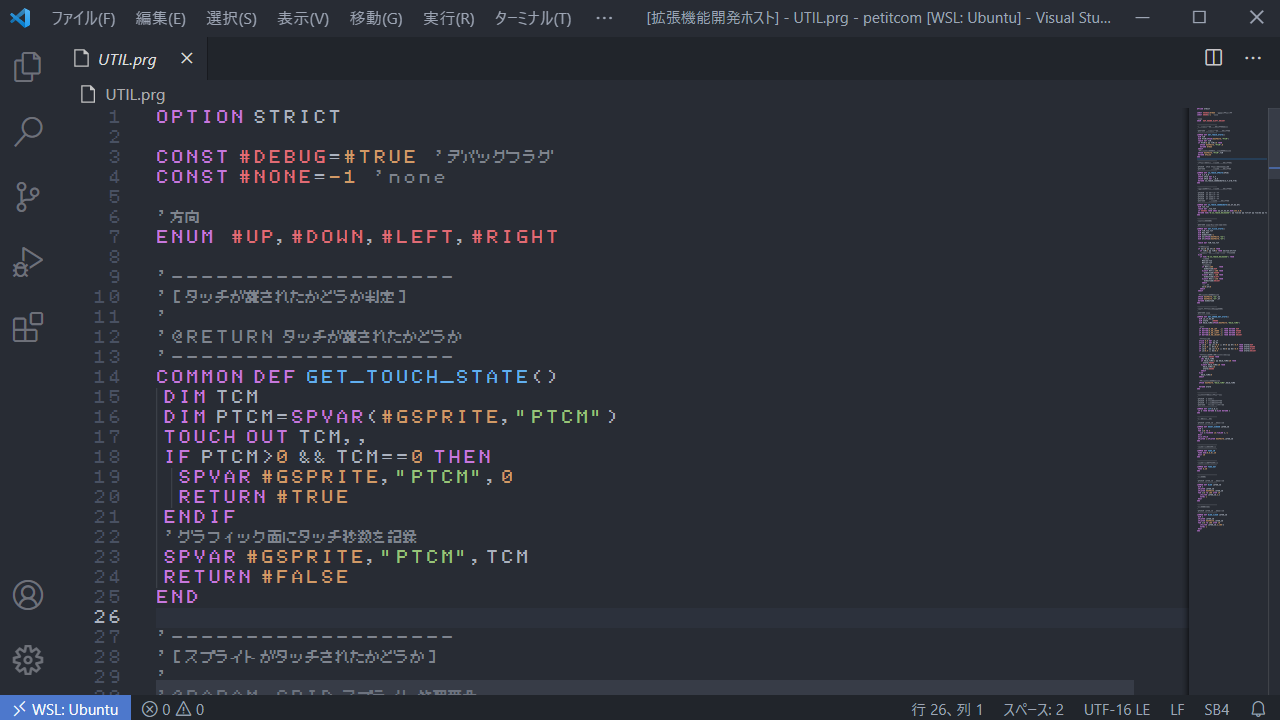 ファイル(F) 編集(E) 選択(S) 表示(V) 移動(G) 実行(R) ターミナル(T) ··· [拡張機能開発ホスト] - UTIL.prg - petitcom [WSL: Ubuntu] - Visual Stu...
UTIL.prg
UTIL.prg
1 OPTION STRICT
2
3 CONST #DEBUG=#TRUE 'デバッグフラグ
4 CONST #NONE=-1 'none
5
6 '方向
7 ENUM #UP,#DOWN,#LEFT,#RIGHT
8
9 '-------------------
10 '[タッチが離されたかどうか判定]
11 '
12 '@RETURN タッチが離されたかどうか
13 '-------------------
14 COMMON DEF GET_TOUCH_STATE()
15 DIM TCM
16 DIM PTCM=SPVAR(#GSPRITE,"PTCM")
17 TOUCH OUT TCM,,
18 IF PTCM>0 && TCM==0 THEN
19 SPVAR #GSPRITE,"PTCM",0
20 RETURN #TRUE
21 ENDIF
22 'グラフィック面にタッチ秒数を記録
23 SPVAR #GSPRITE,"PTCM",TCM
24 RETURN #FALSE
25 END
26
27 '-------------------
28 '[スプライトがタッチされたかどうか]
29 '
WSL: Ubuntu 0 0 行 26、列 1 スペース: 2 UTF-16 LE LF SB4